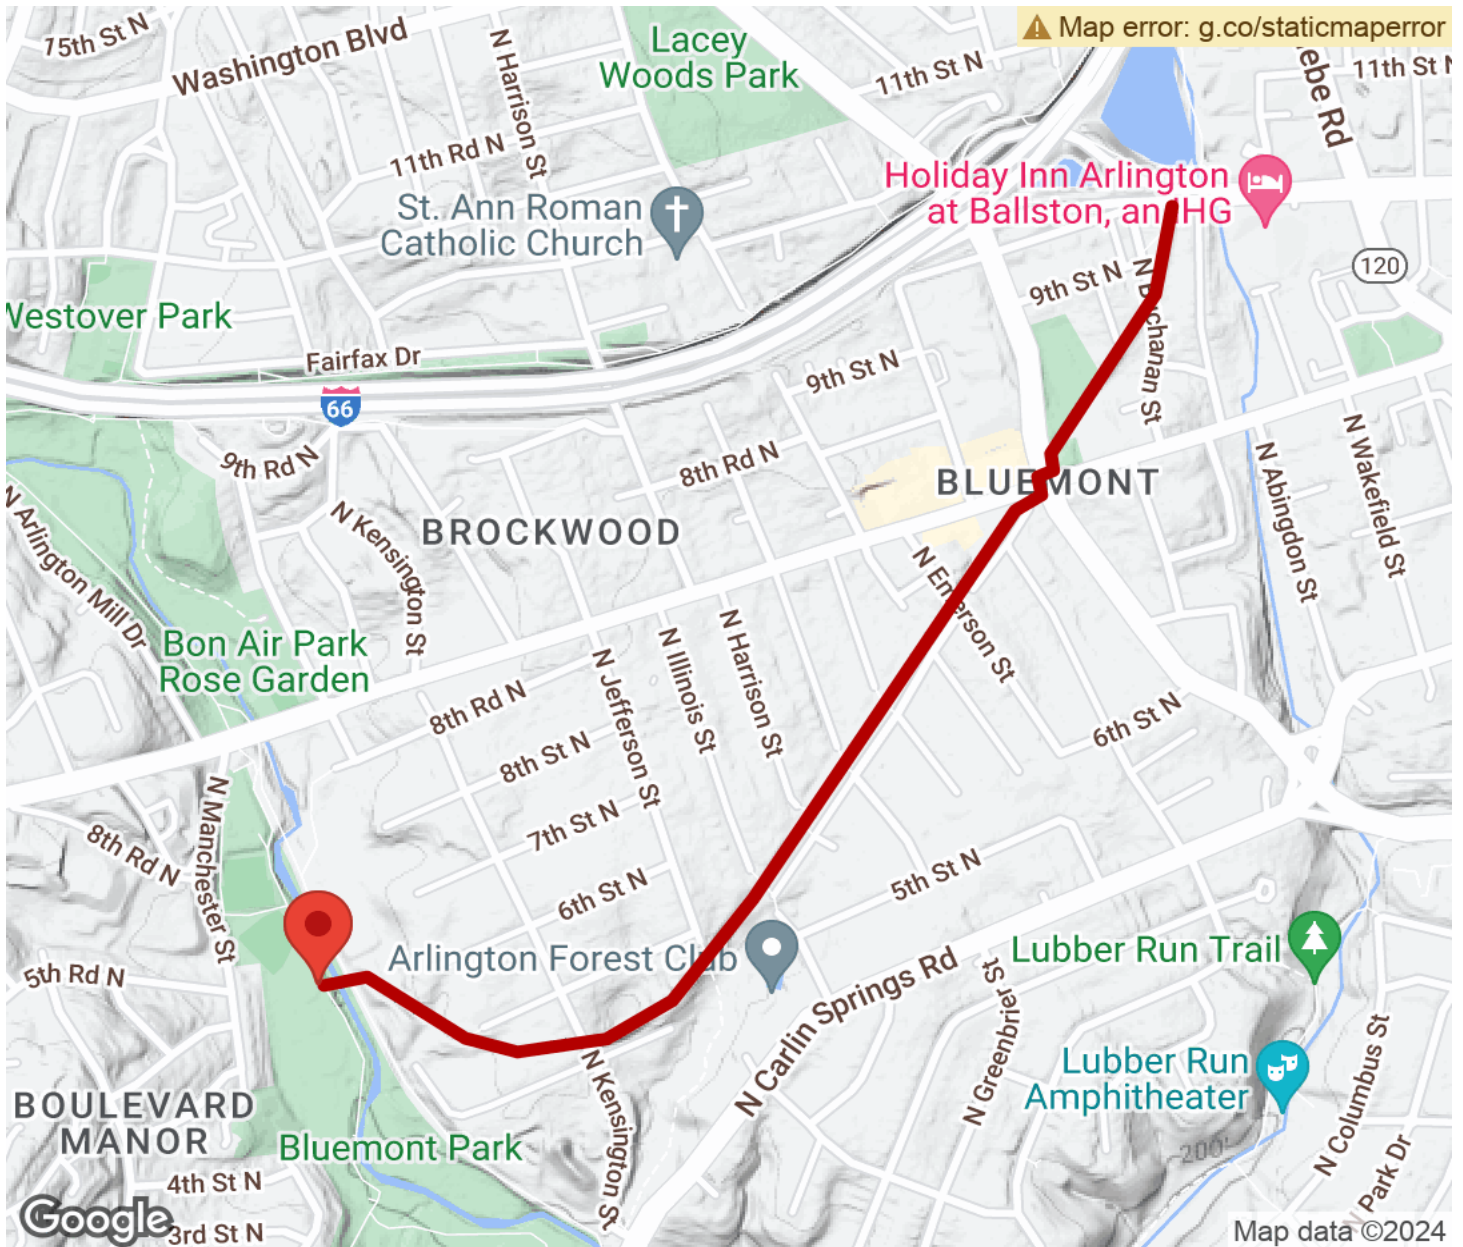 Map error: g.co/staticmaperror
15th St N
Washington Blvd
N Harrison St
Lacey
Woods Park
11th St N
11th St N
11th Rd N
St. Ann Roman
Catholic Church
Holiday Inn Arlington
at Ballston, an IHG
120
9th St N
N Buchanan St
Westover Park
Fairfax Dr
66
9th St N
9th Rd N
8th Rd N
BLUEMONT
N Abingdon St
N Wakefield St
N Arlington Mill Dr
N Kensington St
BROCKWOOD
N Emerson St
Bon Air Park
Rose Garden
N Jefferson St
N Illinois St
N Harrison St
8th Rd N
8th St N
6th St N
N Manchester St
7th St N
8th Rd N
6th St N
5th St N
5th Rd N
Arlington Forest Club
Lubber Run Trail
N Carlin Springs Rd
N Greenbrier St
Lubber Run
Amphitheater
N Kensington St
BOULEVARD
MANOR
Bluemont Park
200'
N Columbus St
N Park Dr
4th St N
3rd St N
Google
Map data ©2024